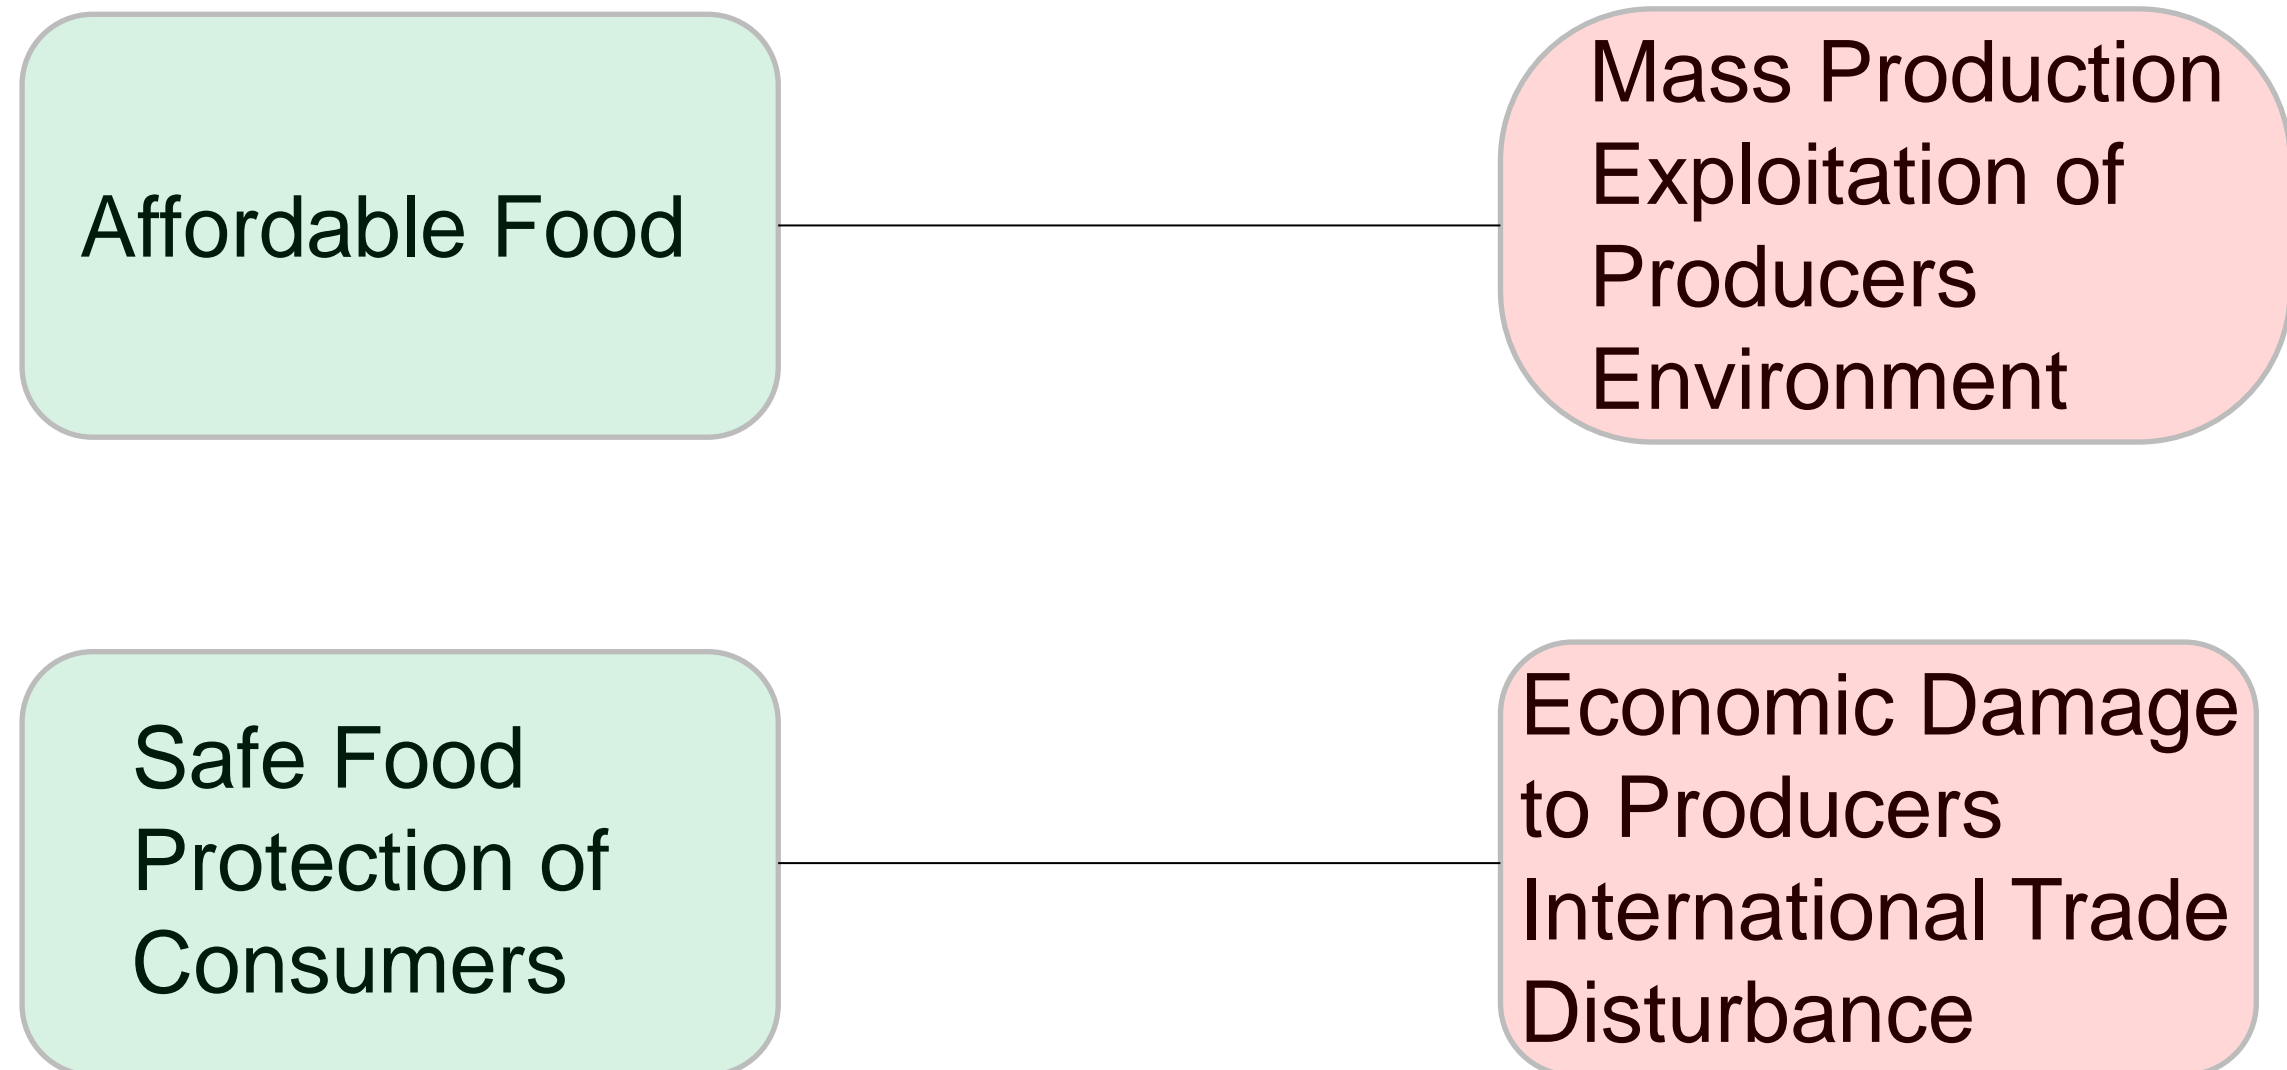 Affordable Food
Mass Production
Exploitation of
Producers
Environment
Safe Food
Protection of
Consumers
Economic Damage
to Producers
International Trade
Disturbance